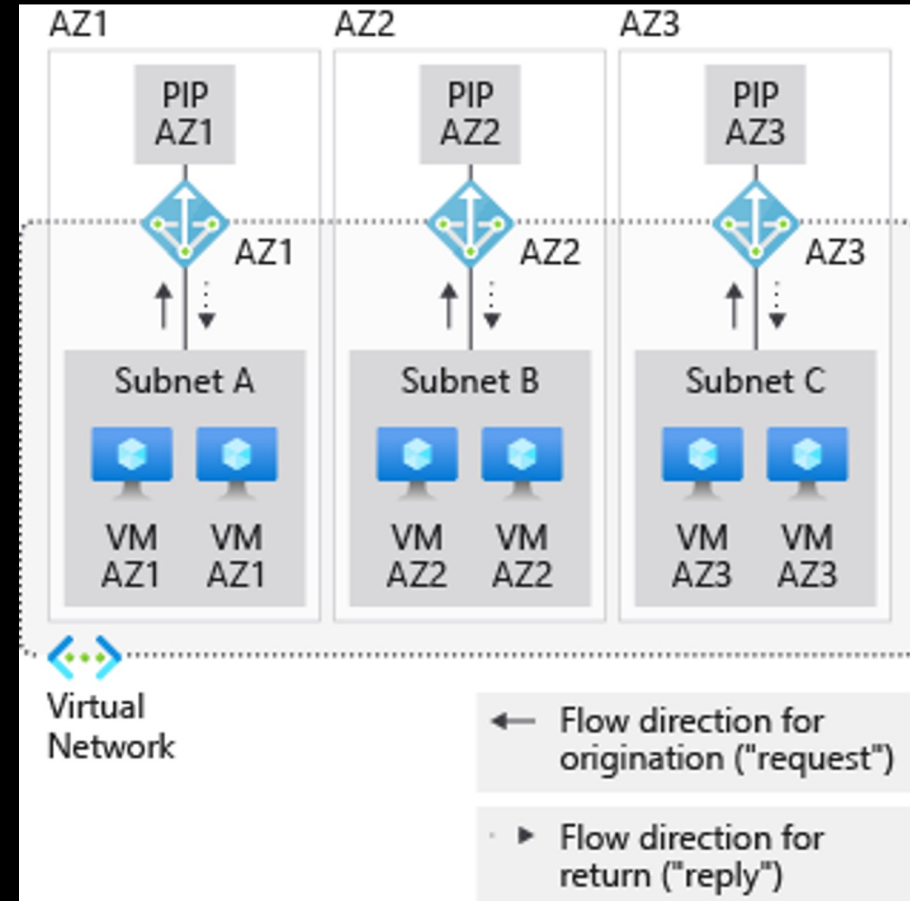 AZ1 AZ2 AZ3
PIP PIP PIP
AZ1 AZ2 AZ3
AZ1 AZ2 AZ3
Subnet A Subnet B Subnet C
VM VM VM VM VM VM
AZ1 AZ1 AZ2 AZ2 AZ3 AZ3
Virtual
Network
Flow direction for
origination ("request")
Flow direction for
return ("reply")